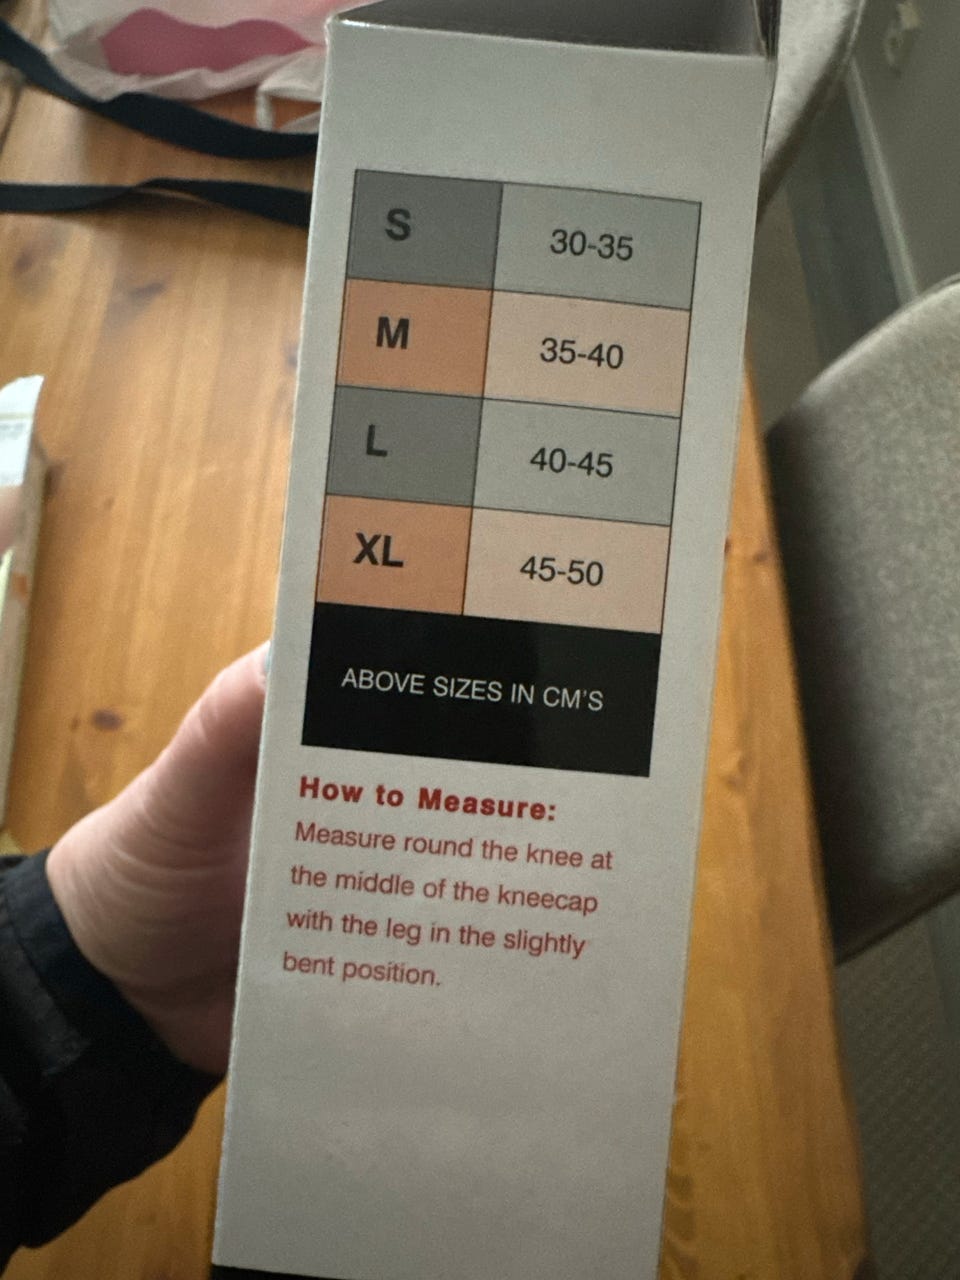 S 30-35
M 35-40
L 40-45
XL 45-50
ABOVE SIZES IN CM'S
How to Measure:
Measure round the knee at
the middle of the kneecap
with the leg in the slightly
bent position.